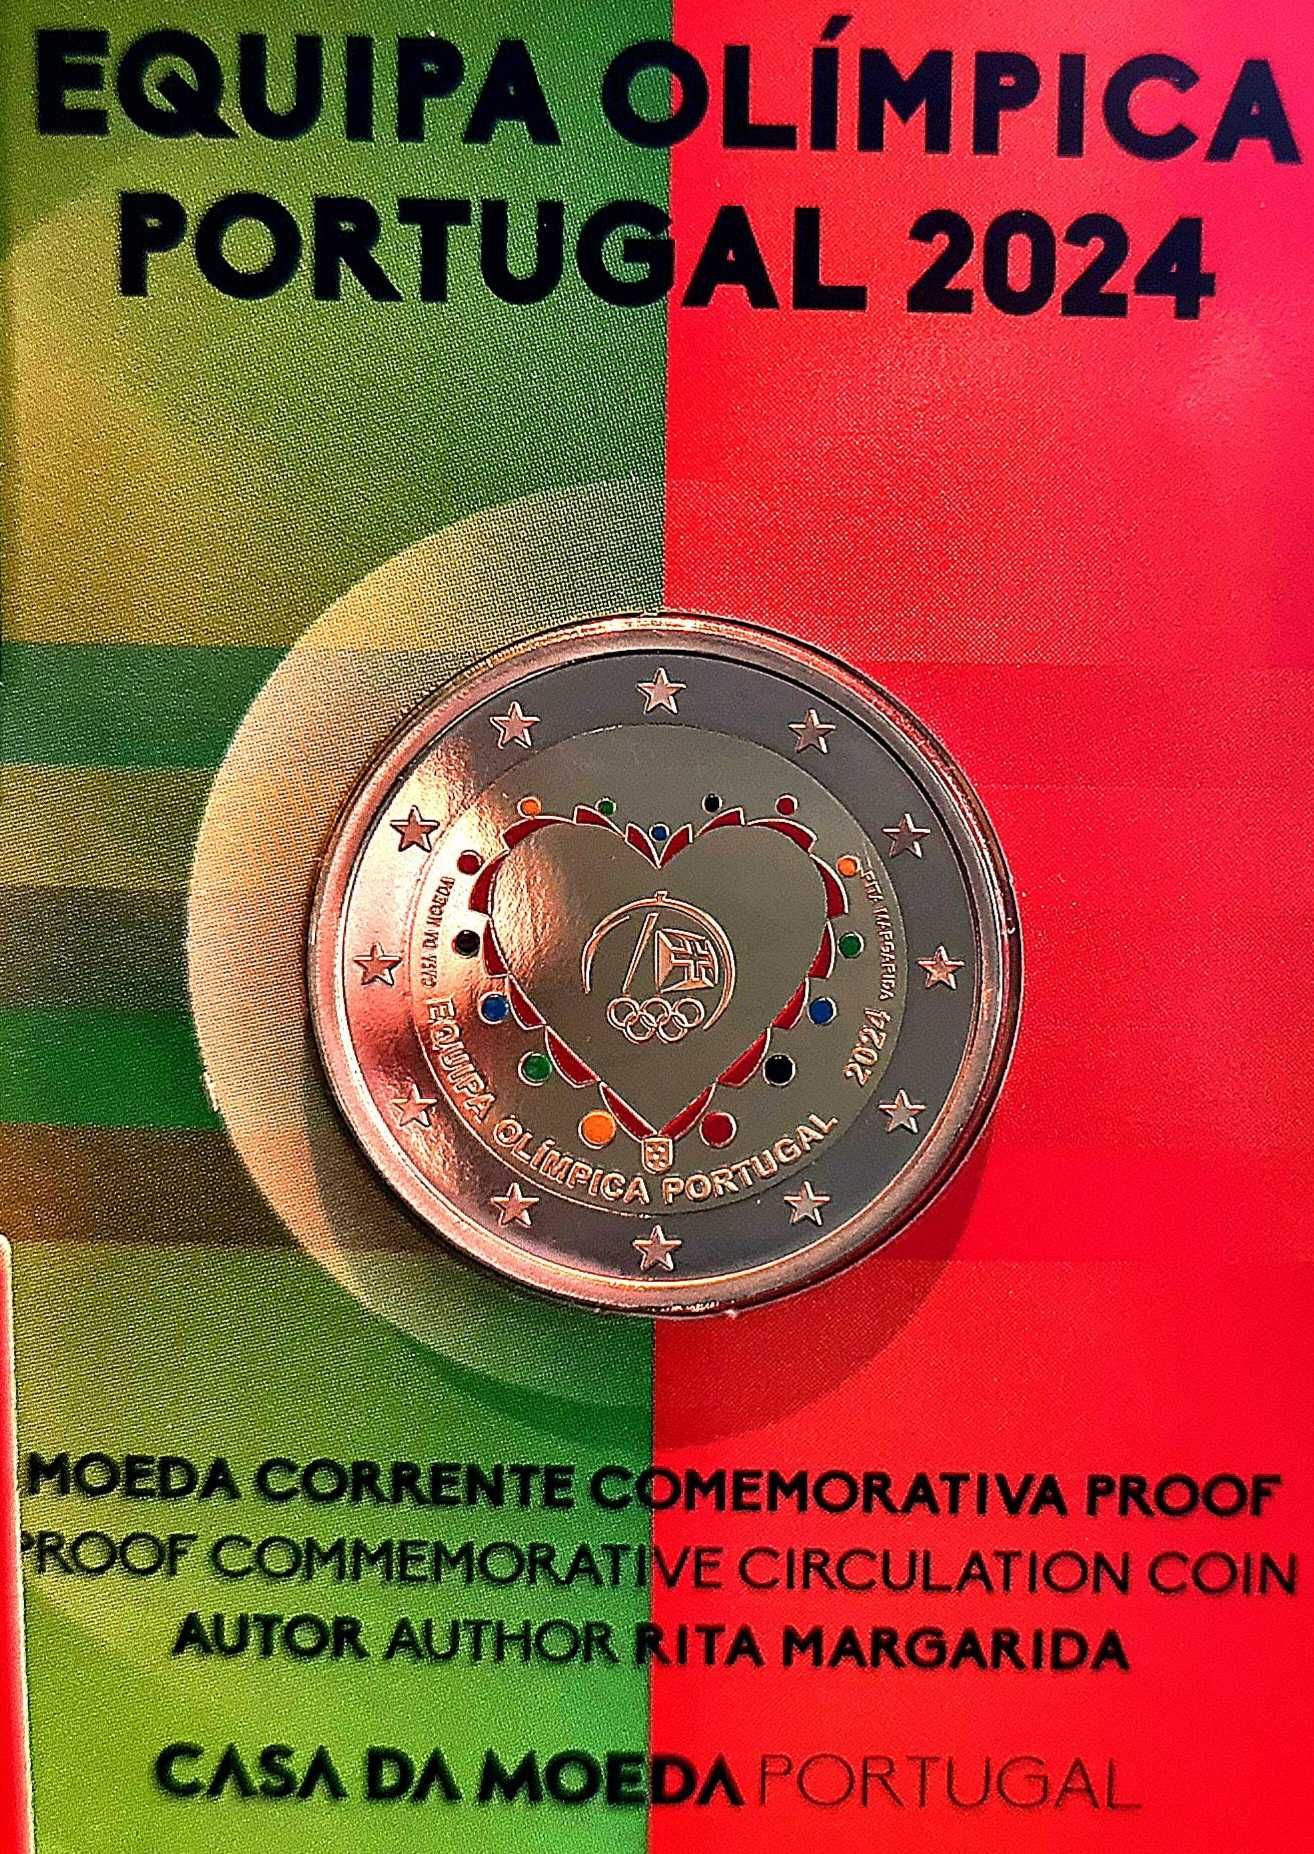 EQUIPA OLÍMPICA
PORTUGAL 2024
CASA DA MOEDA
RITA MARGARIDA
EQUIPA OLÍMPICA PORTUGAL 2024
MOEDA CORRENTE COMEMORATIVA PROOF
PROOF COMMEMORATIVE CIRCULATION COIN
AUTOR AUTHOR RITA MARGARIDA
CASA DA MOEDA PORTUGAL